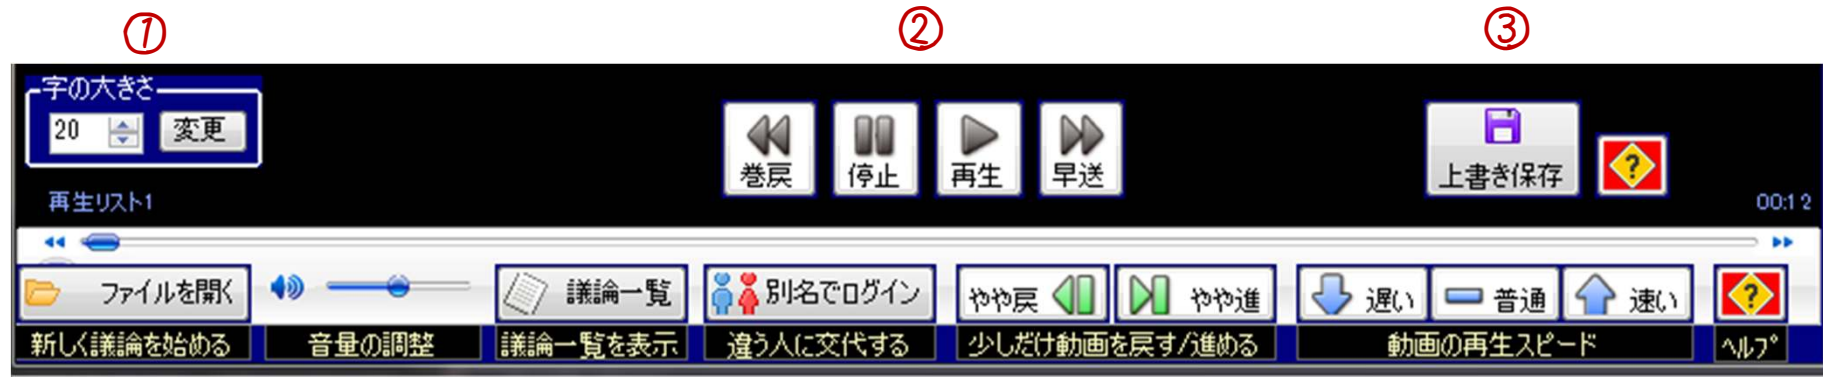 ① ② ③
字の大きさ
20 変更
巻戻 停止 再生 早送
上書き保存 ?
再生リスト1 00:12
ファイルを開く 議論一覧 別名でログイン やや戻 やや進 遅い 普通 速い ?
新しく議論を始める 音量の調整 議論一覧を表示 違う人に交代する 少しだけ動画を戻す/進める 動画の再生スピード ヘルプ